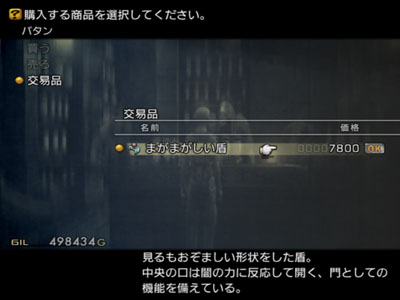 購入する商品を選択してください。
バタン
買う
売る
交易品
交易品
名前 価格
まがまがしい盾 00007800 OK
GIL 498434G
見るもおぞましい形状をした盾。
中央の口は闇の力に反応して開く、門としての
機能を備えている。